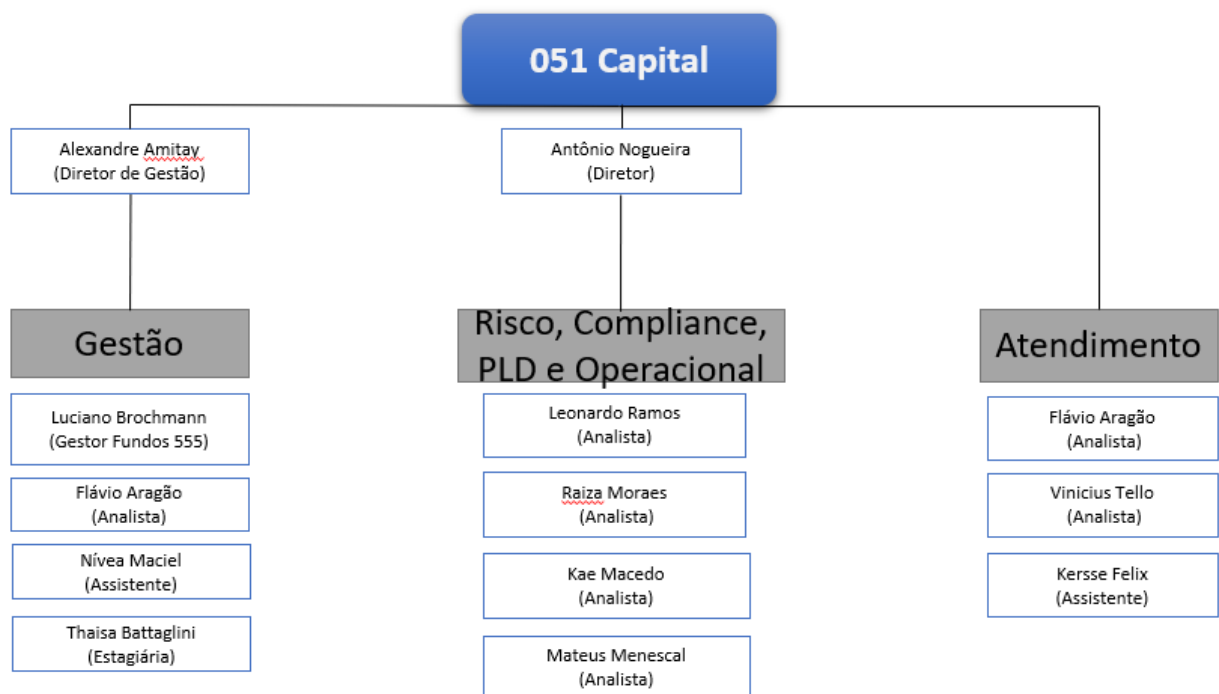 051 Capital
Alexandre Amitay
(Diretor de Gestão)
Antônio Nogueira
(Diretor)
Gestão
Luciano Brochmann
(Gestor Fundos 555)
Flávio Aragão
(Analista)
Nívea Maciel
(Assistente)
Thaisa Battaglini
(Estagiária)
Risco, Compliance,
PLD e Operacional
Leonardo Ramos
(Analista)
Raiza Moraes
(Analista)
Kae Macedo
(Analista)
Mateus Menescal
(Analista)
Atendimento
Flávio Aragão
(Analista)
Vinicius Tello
(Analista)
Kersse Felix
(Assistente)